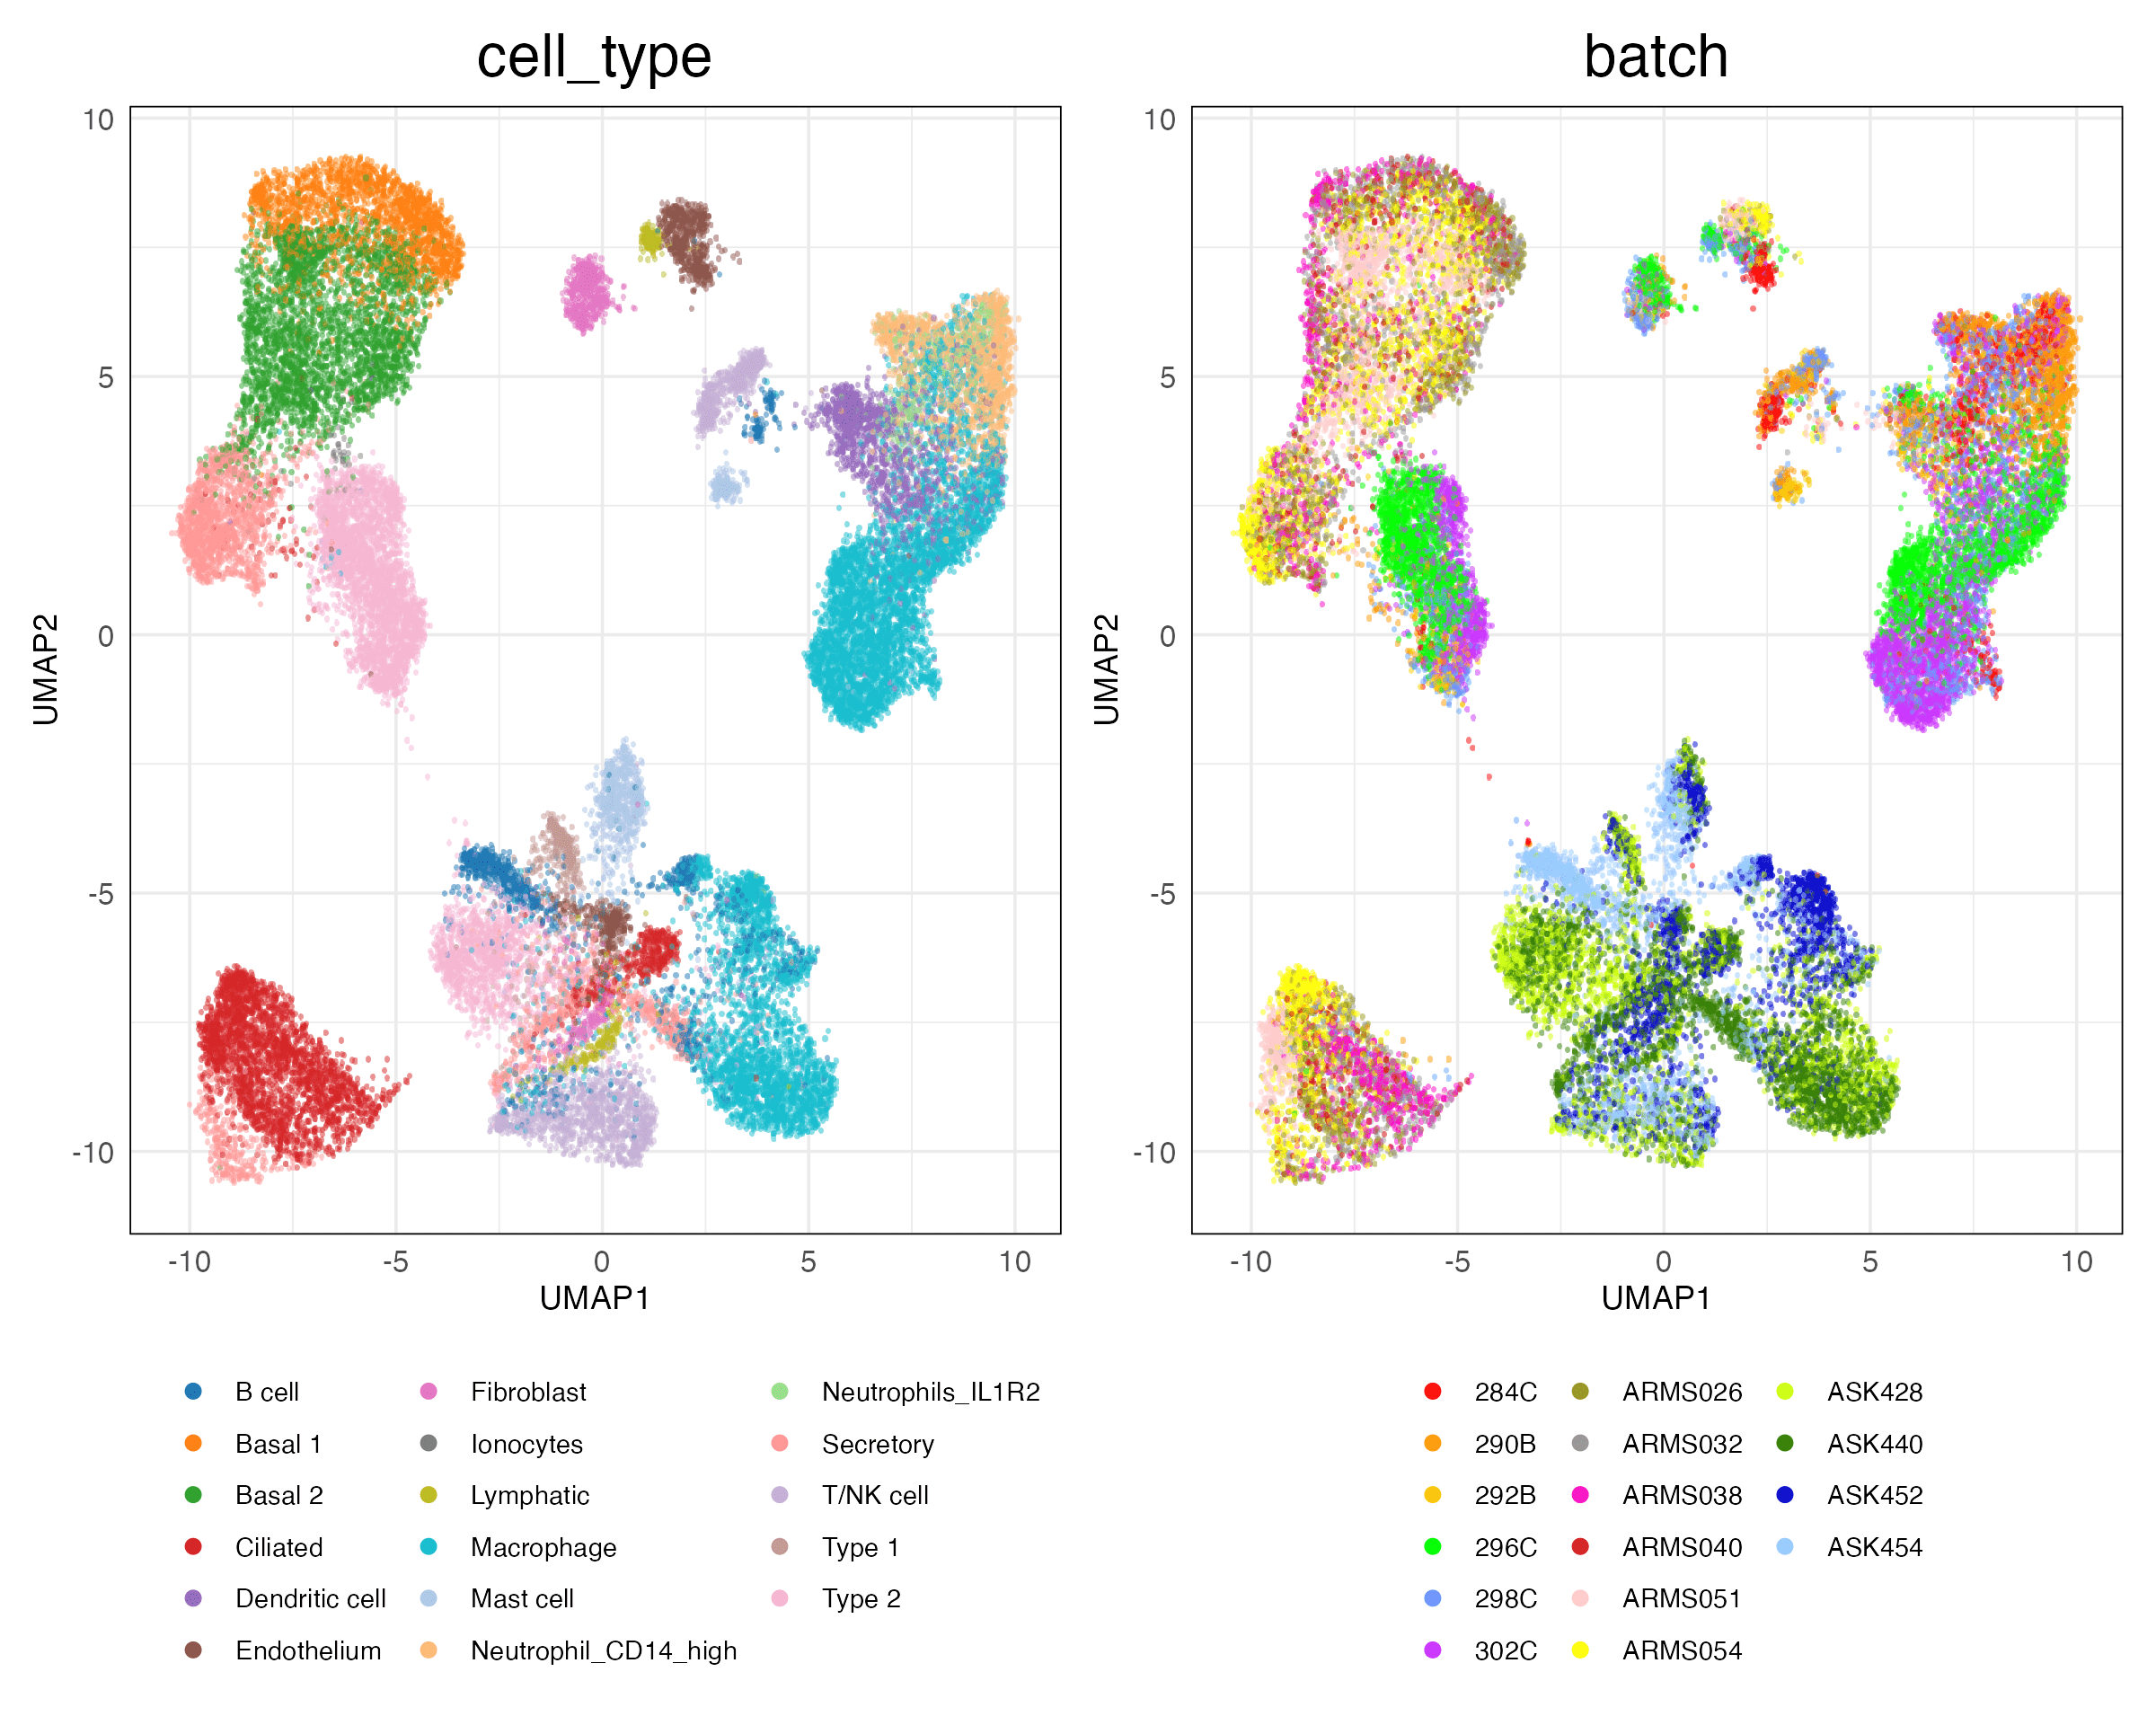 cell_type
batch
10
5
0
-5
-10
UMAP2
-10
-5
0
5
10
UMAP1
10
5
0
-5
-10
UMAP2
-10
-5
0
5
10
UMAP1
B cell
Basal 1
Basal 2
Ciliated
Dendritic cell
Endothelium
Fibroblast
Ionocytes
Lymphatic
Macrophage
Mast cell
Neutrophil_CD14_high
Neutrophils_IL1R2
Secretory
T/NK cell
Type 1
Type 2
284C
290B
292B
296C
298C
302C
ARMS026
ARMS032
ARMS038
ARMS040
ARMS051
ARMS054
ASK428
ASK440
ASK452
ASK454